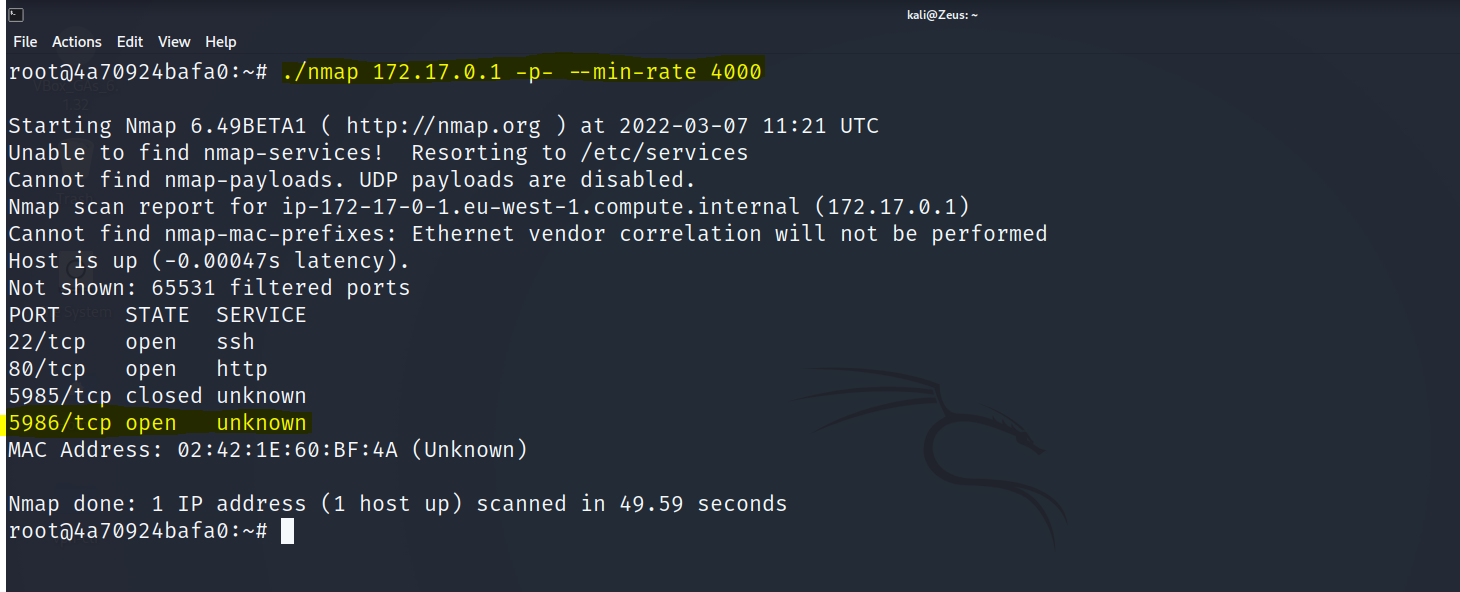 kali@Zeus: ~
File Actions Edit View Help
root@4a70924bafa0:~# ./nmap 172.17.0.1 -p- --min-rate 4000
Starting Nmap 6.49BETA1 ( http://nmap.org ) at 2022-03-07 11:21 UTC
Unable to find nmap-services!  Resorting to /etc/services
Cannot find nmap-payloads. UDP payloads are disabled.
Nmap scan report for ip-172-17-0-1.eu-west-1.compute.internal (172.17.0.1)
Cannot find nmap-mac-prefixes: Ethernet vendor correlation will not be performed
Host is up (-0.00047s latency).
Not shown: 65531 filtered ports
PORT     STATE  SERVICE
22/tcp   open   ssh
80/tcp   open   http
5985/tcp closed unknown
5986/tcp open   unknown
MAC Address: 02:42:1E:60:BF:4A (Unknown)
Nmap done: 1 IP address (1 host up) scanned in 49.59 seconds
root@4a70924bafa0:~#